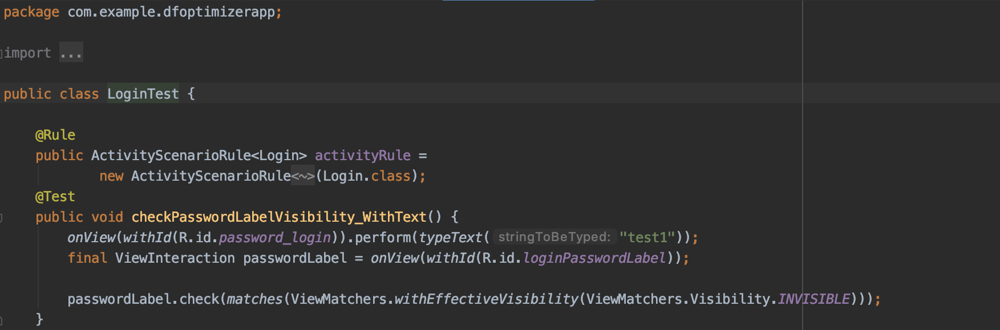 package com.example.dfoptimizerapp;
import ...
public class LoginTest {
@Rule
public ActivityScenarioRule<Login> activityRule =
new ActivityScenarioRule<~>(Login.class);
@Test
public void checkPasswordLabelVisibility_WithText() {
onView(withId(R.id.password_login)).perform(typeText( stringToBeTyped: "test1"));
final ViewInteraction passwordLabel = onView(withId(R.id.loginPasswordLabel));
passwordLabel.check(matches(ViewMatchers.withEffectiveVisibility(ViewMatchers.Visibility.INVISIBLE)));
}